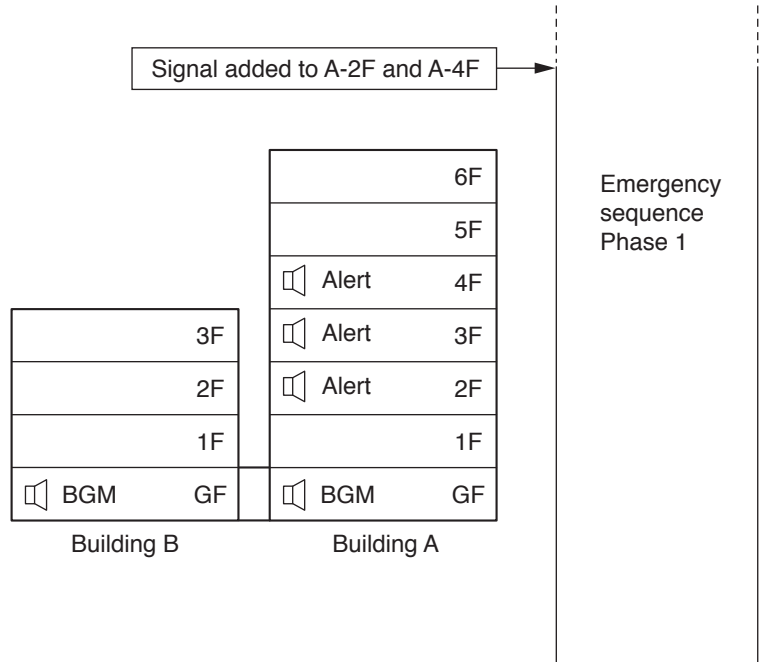 Signal added to A-2F and A-4F
Emergency
sequence
Phase 1
6F
5F
Alert 4F
3F Alert 3F
2F Alert 2F
1F 1F
BGM GF BGM GF
Building B Building A